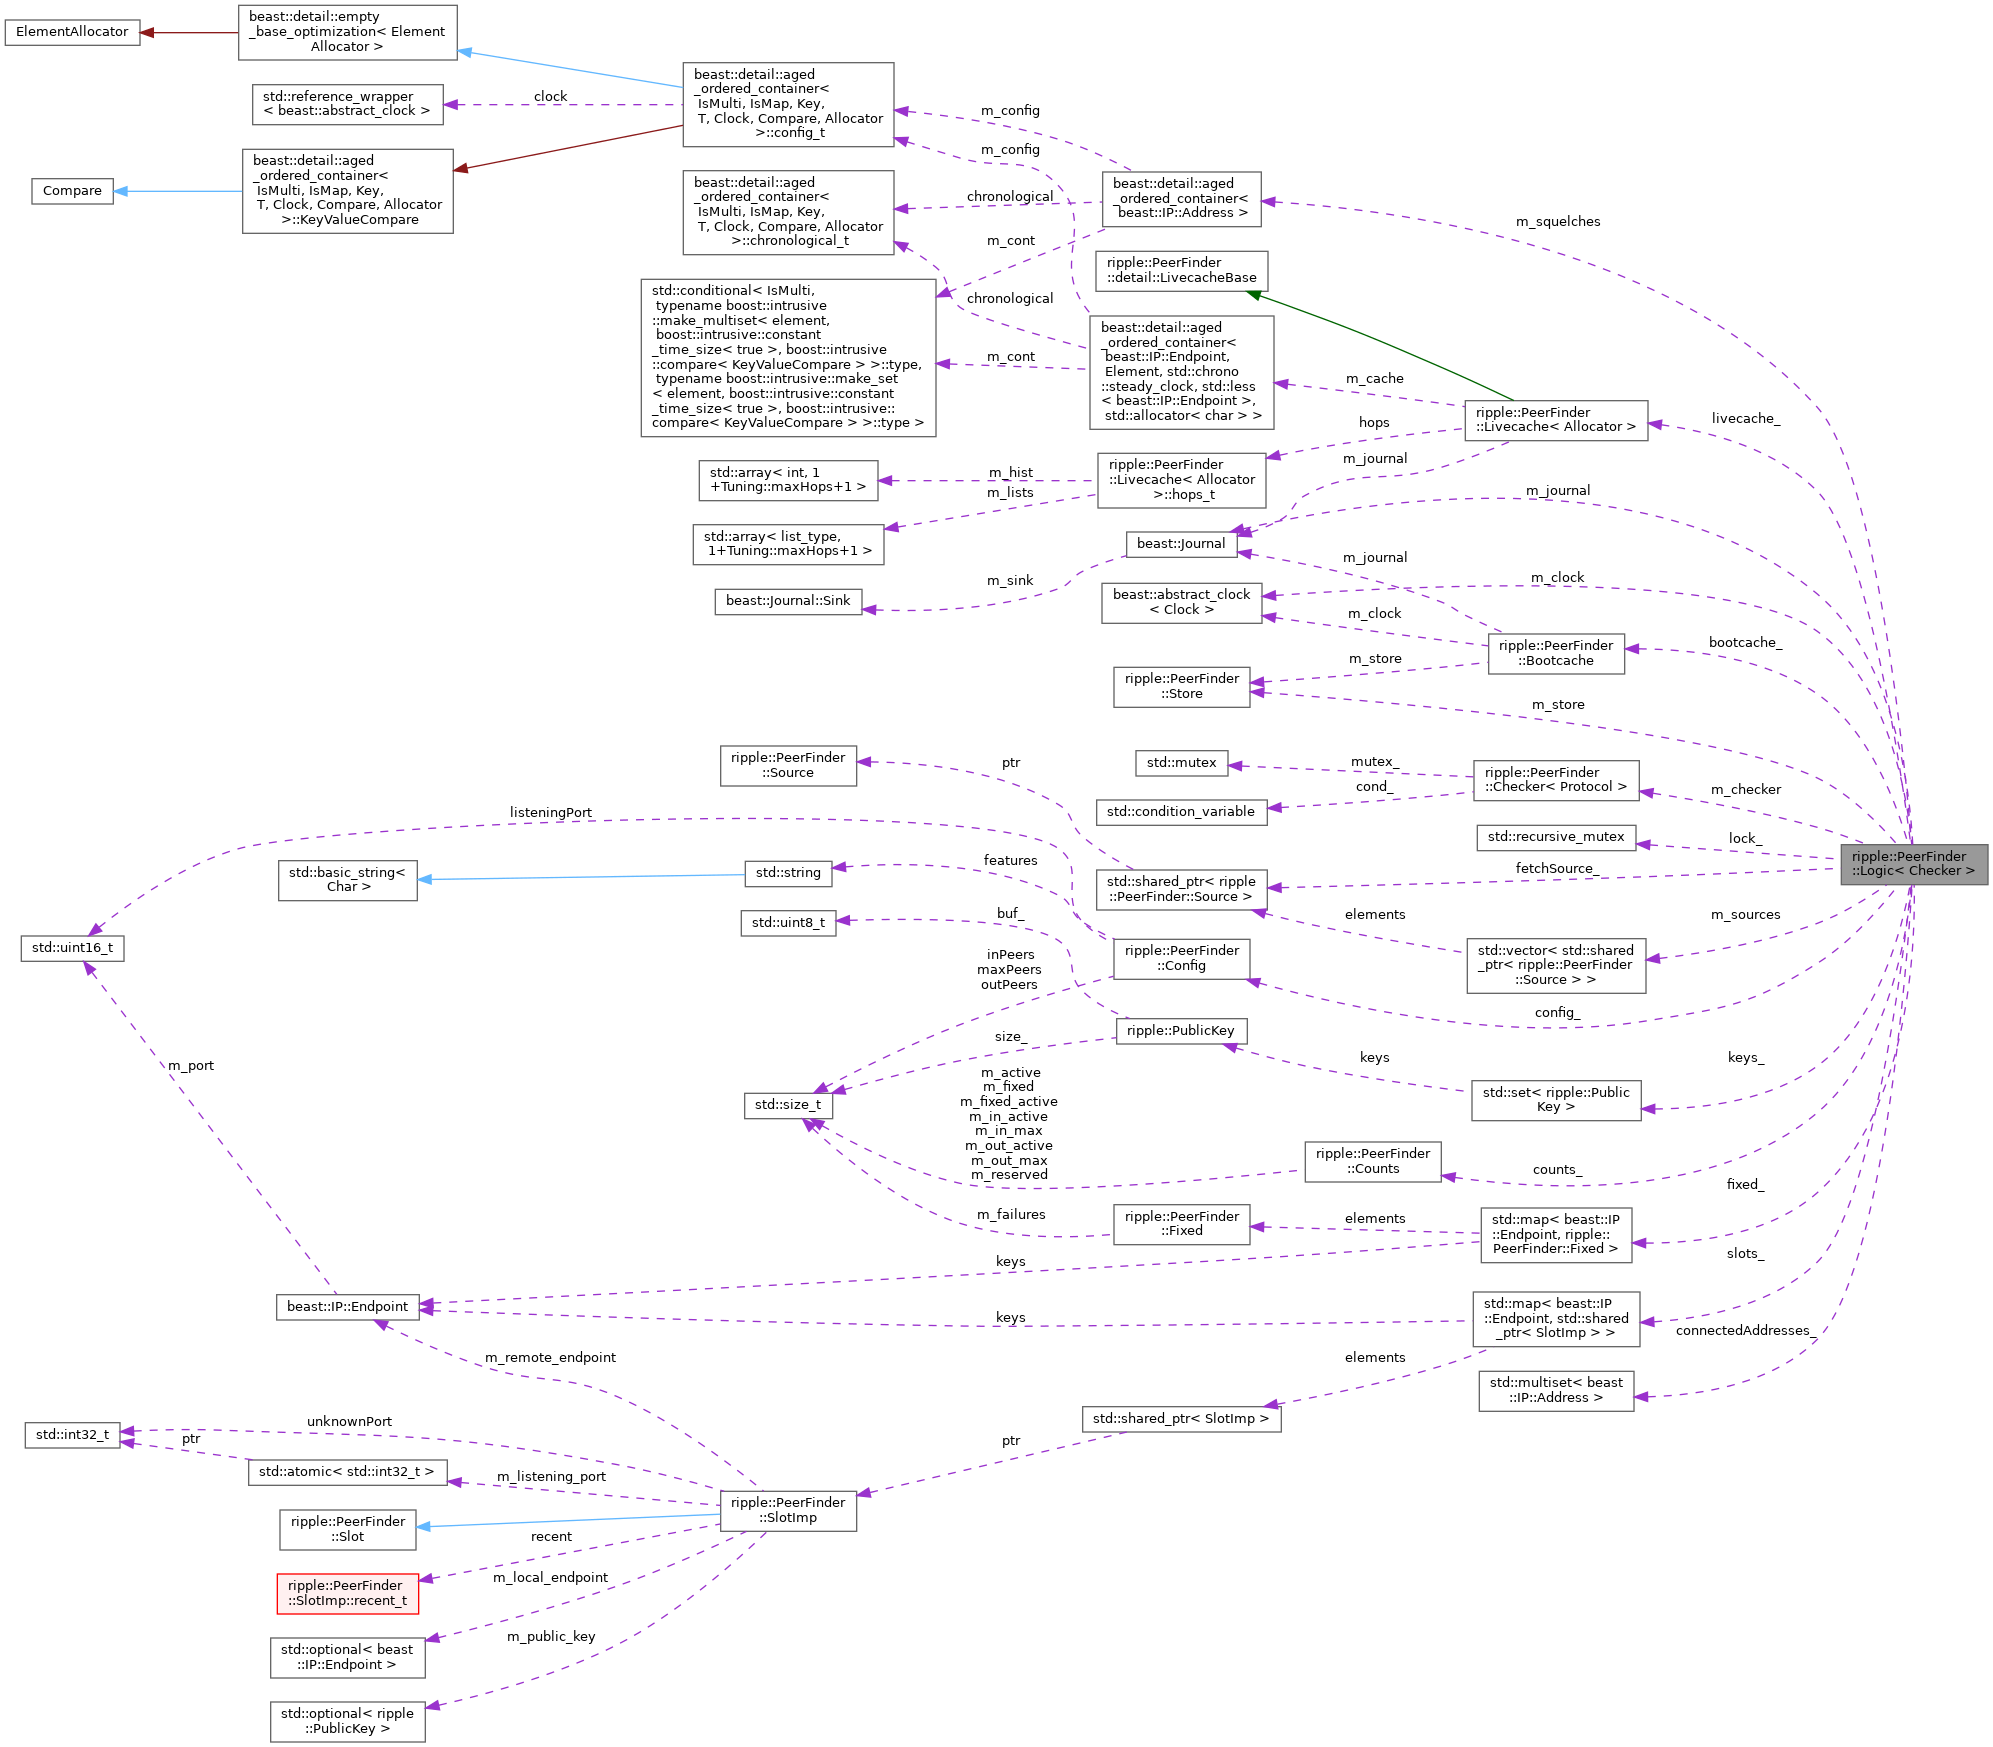 ElementAllocator
beast::detail::empty
_base_optimization< Element
Allocator >
std::reference_wrapper
< beast::abstract_clock >
beast::detail::aged
_ordered_container<
IsMulti, IsMap, Key,
T, Clock, Compare, Allocator
>::KeyValueCompare
Compare
clock
beast::detail::aged
_ordered_container<
IsMulti, IsMap, Key,
T, Clock, Compare, Allocator
>::config_t
beast::detail::aged
_ordered_container<
IsMulti, IsMap, Key,
T, Clock, Compare, Allocator
>::chronological_t
std::conditional< IsMulti,
typename boost::intrusive
::make_multiset< element,
boost::intrusive::constant
_time_size< true >, boost::intrusive
::compare< KeyValueCompare > >::type,
typename boost::intrusive::make_set
< element, boost::intrusive::constant
_time_size< true >, boost::intrusive::
compare< KeyValueCompare > >::type >
m_config
m_config
chronological
m_cont
chronological
m_cont
beast::detail::aged
_ordered_container<
beast::IP::Address >
ripple::PeerFinder
::detail::LivecacheBase
beast::detail::aged
_ordered_container<
beast::IP::Endpoint,
Element, std::chrono
::steady_clock, std::less
< beast::IP::Endpoint >,
std::allocator< char > >
m_squelches
m_cache
ripple::PeerFinder
::Livecache< Allocator >
livecache_
hops
m_journal
std::array< int, 1
+Tuning::maxHops+1 >
m_hist
m_lists
ripple::PeerFinder
::Livecache< Allocator
>::hops_t
std::array< list_type,
1+Tuning::maxHops+1 >
m_journal
beast::Journal
m_journal
m_sink
beast::Journal::Sink
beast::abstract_clock
< Clock >
m_clock
m_clock
ripple::PeerFinder
::Bootcache
bootcache_
m_store
ripple::PeerFinder
::Store
m_store
ripple::PeerFinder
::Source
ptr
std::mutex
mutex_
cond_
std::condition_variable
ripple::PeerFinder
::Checker< Protocol >
m_checker
std::recursive_mutex
lock_
ripple::PeerFinder
::Logic< Checker >
listeningPort
std::basic_string<
Char >
std::string
features
std::shared_ptr< ripple
::PeerFinder::Source >
fetchSource_
elements
m_sources
std::vector< std::shared
_ptr< ripple::PeerFinder
::Source > >
std::uint8_t
buf_
std::uint16_t
ripple::PeerFinder
::Config
inPeers
maxPeers
outPeers
config_
ripple::PublicKey
size_
keys
keys_
std::set< ripple::Public
Key >
m_port
std::size_t
m_active
m_fixed
m_fixed_active
m_in_active
m_in_max
m_out_active
m_out_max
m_reserved
ripple::PeerFinder
::Counts
counts_
m_failures
ripple::PeerFinder
::Fixed
elements
keys
std::map< beast::IP
::Endpoint, ripple::
PeerFinder::Fixed >
fixed_
beast::IP::Endpoint
keys
std::map< beast::IP
::Endpoint, std::shared
_ptr< SlotImp > >
slots_
connectedAddresses_
m_remote_endpoint
elements
std::multiset< beast
::IP::Address >
std::shared_ptr< SlotImp >
std::int32_t
unknownPort
ptr
ptr
std::atomic< std::int32_t >
m_listening_port
ripple::PeerFinder
::SlotImp
ripple::PeerFinder
::Slot
recent
ripple::PeerFinder
::SlotImp::recent_t
m_local_endpoint
std::optional< beast
::IP::Endpoint >
m_public_key
std::optional< ripple
::PublicKey >